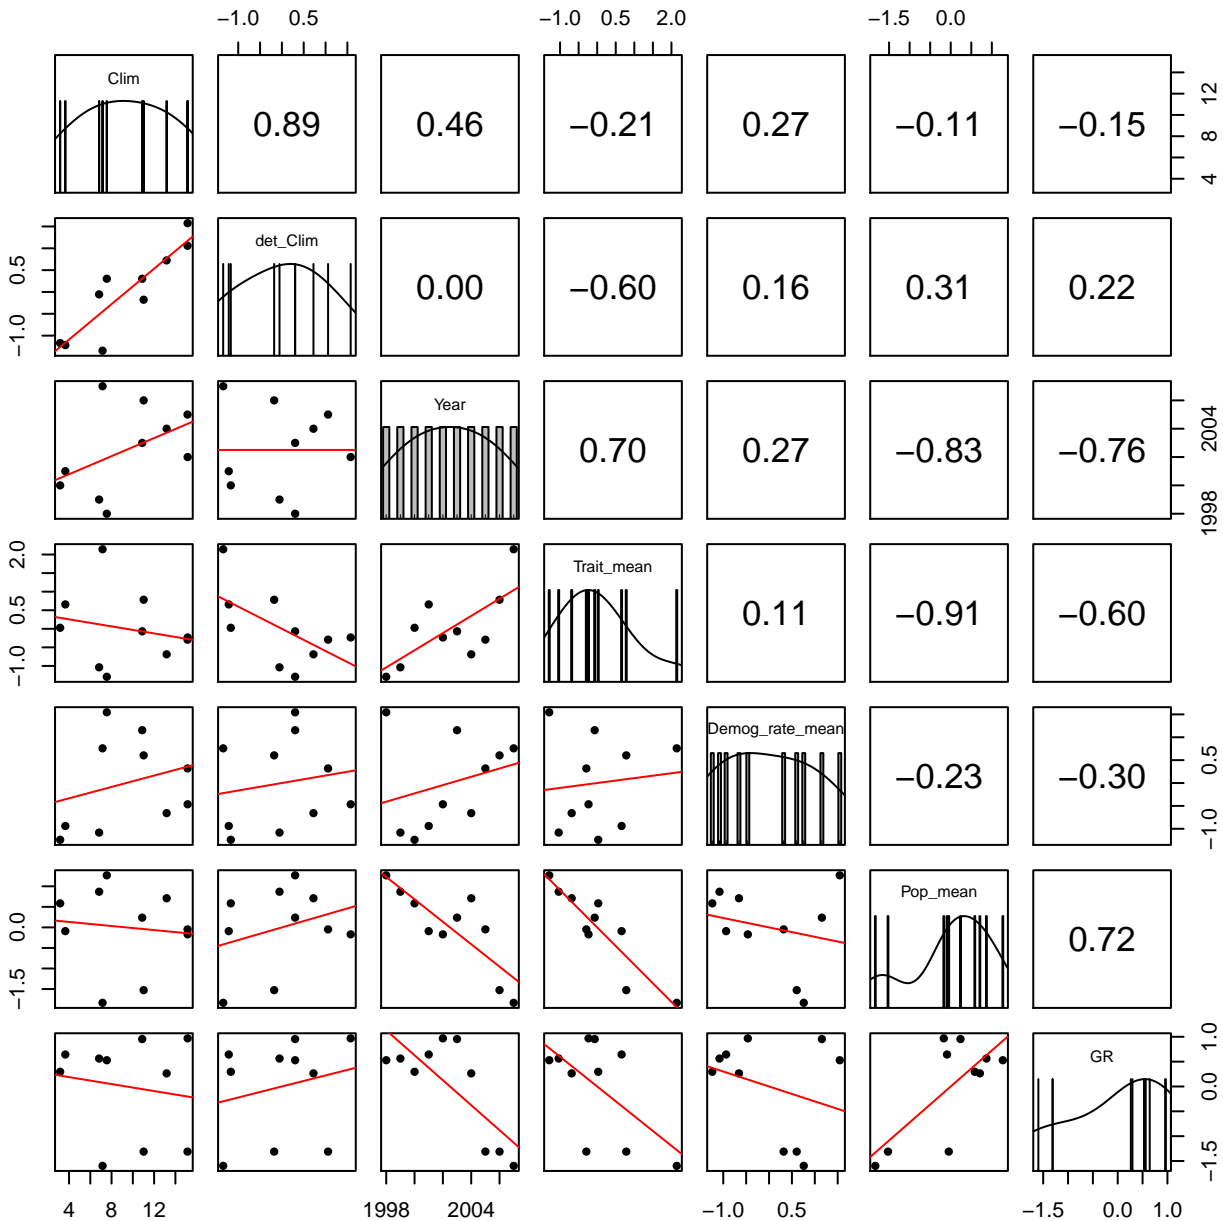 −1.0 0.5 −1.0 0.5 2.0 −1.5 0.0
Clim 0.89 0.46 −0.21 0.27 −0.11 −0.15 4 8 12
−1.0 0.5 det_Clim 0.00 −0.60 0.16 0.31 0.22
Year 0.70 0.27 −0.83 −0.76 1998 2004
−1.0 0.5 2.0 Trait_mean 0.11 −0.91 −0.60
Demog_rate_mean −0.23 −0.30 −1.0 0.5
−1.5 0.0 Pop_mean 0.72
GR −1.5 0.0 1.0
4 8 12 1998 2004 −1.0 0.5 −1.5 0.0 1.0